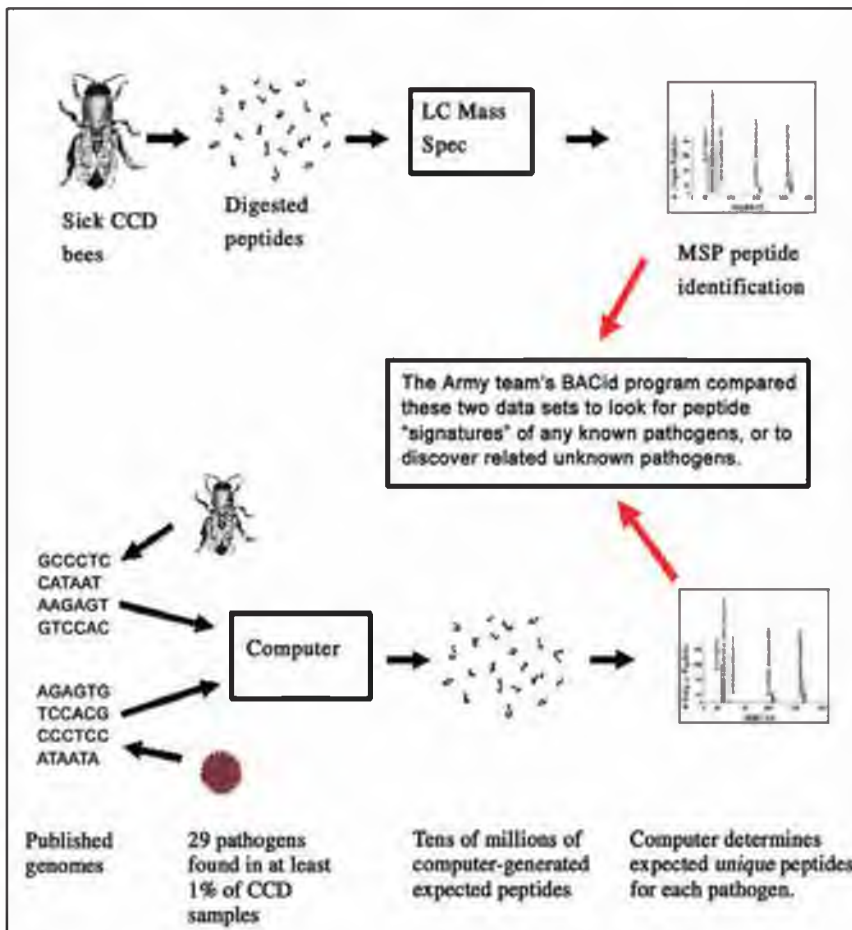 Sick CCD
bees
Digested
peptides
LC Mass
Spec
MSP peptide
identification
The Army team's BACid program compared
these two data sets to look for peptide
"signatures" of any known pathogens, or to
discover related unknown pathogens.
GCCCTC
CATAAT
AAGAGT
GTCCAC
AGAGTG
TCCACG
CCCTCC
ATAATA
Computer
Published
genomes
29 pathogens
found in at least
1% of CCD
samples
Tens of millions of
computer-generated
expected peptides
Computer determines
expected unique peptides
for each pathogen.